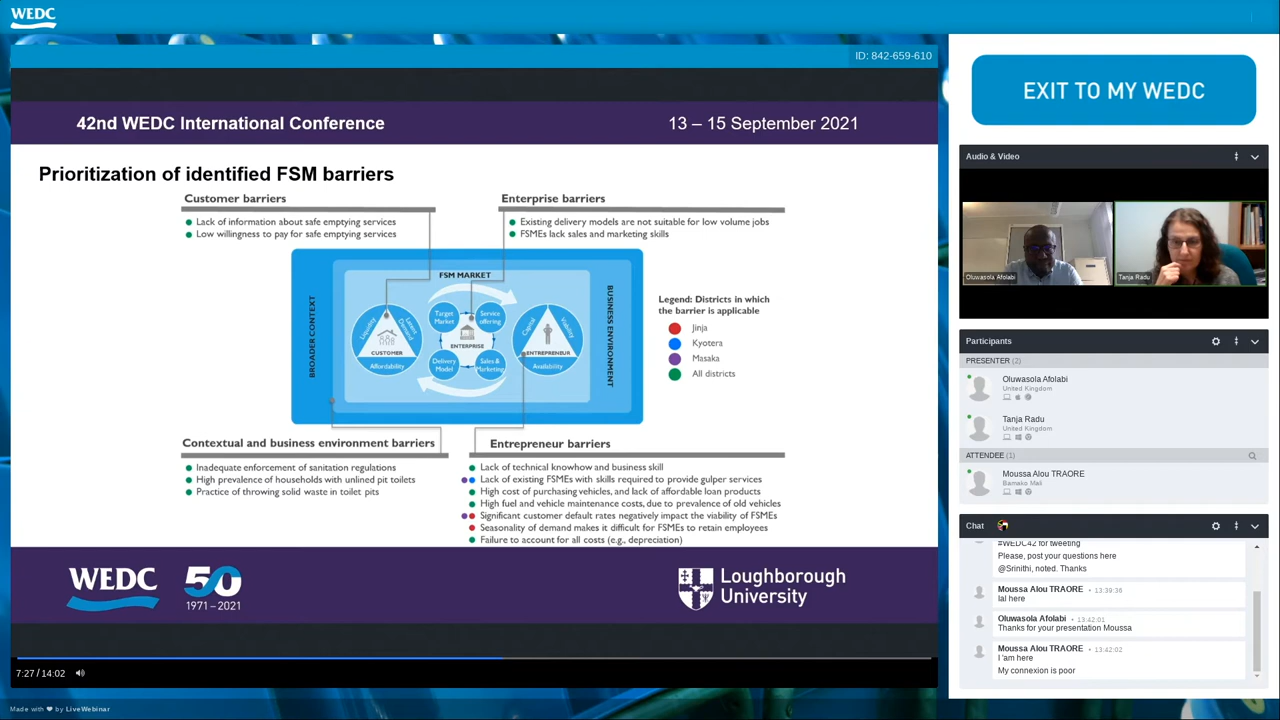 WEDC
ID: 842-659-610
42nd WEDC International Conference
13 – 15 September 2021
Prioritization of identified FSM barriers
Customer barriers
Lack of information about safe emptying services
Low willingness to pay for safe emptying services
Enterprise barriers
Existing delivery models are not suitable for low volume jobs
FSMEs lack sales and marketing skills
FSM MARKET
BROADER CONTEXT
BUSINESS ENVIRONMENT
Liquidity
Latent Demand
CUSTOMER
Affordability
Target Market
Service offering
ENTERPRISE
Delivery Model
Sales & Marketing
Capital
Viability
ENTREPRENEUR
Availability
Legend: Districts in which
the barrier is applicable
Jinja
Kyotera
Masaka
All districts
Contextual and business environment barriers
Inadequate enforcement of sanitation regulations
High prevalence of households with unlined pit toilets
Practice of throwing solid waste in toilet pits
Entrepreneur barriers
Lack of technical knowhow and business skill
Lack of existing FSMEs with skills required to provide gulper services
High cost of purchasing vehicles, and lack of affordable loan products
High fuel and vehicle maintenance costs, due to prevalence of old vehicles
Significant customer default rates negatively impact the viability of FSMEs
Seasonality of demand makes it difficult for FSMEs to retain employees
Failure to account for all costs (e.g., depreciation)
WEDC
50
1971 – 2021
Loughborough
University
7:27 / 14:02
Made with ❤ by LiveWebinar
EXIT TO MY WEDC
Audio & Video
Oluwasola Afolabi
Tanja Radu
Participants
PRESENTER (2)
Oluwasola Afolabi
United Kingdom
Tanja Radu
United Kingdom
ATTENDEE (1)
Moussa Alou TRAORE
Bamako Mali
Chat
#WEDC42 for tweeting
Please, post your questions here
@Srinithi, noted. Thanks
Moussa Alou TRAORE • 13:39:36
Ial here
Oluwasola Afolabi • 13:42:01
Thanks for your presentation Moussa
Moussa Alou TRAORE • 13:42:02
I 'am here
My connexion is poor